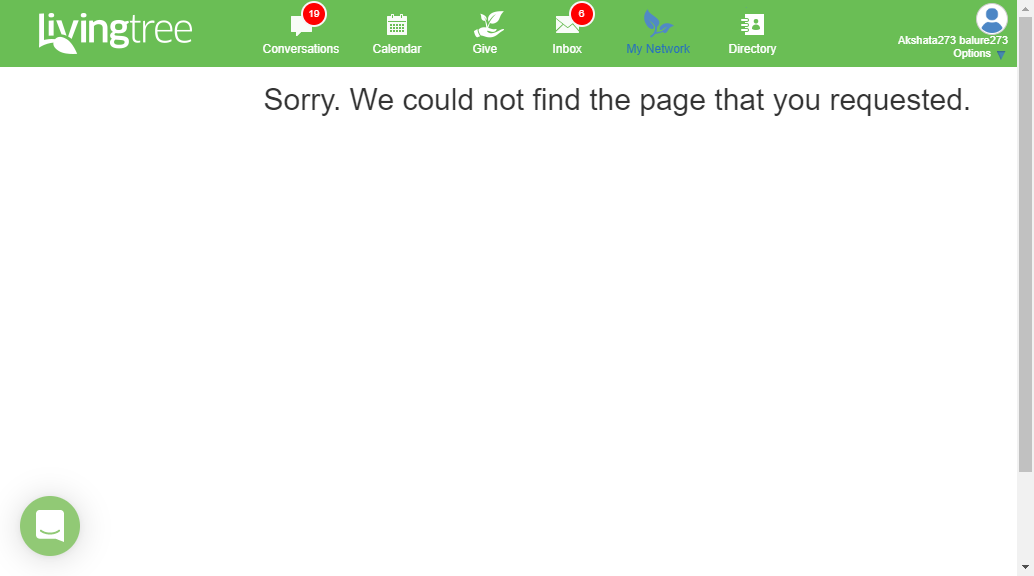 livingtree
19
6
Conversations
Calendar
Give
Inbox
My Network
Directory
Akshata273 balure273
Options
Sorry. We could not find the page that you requested.